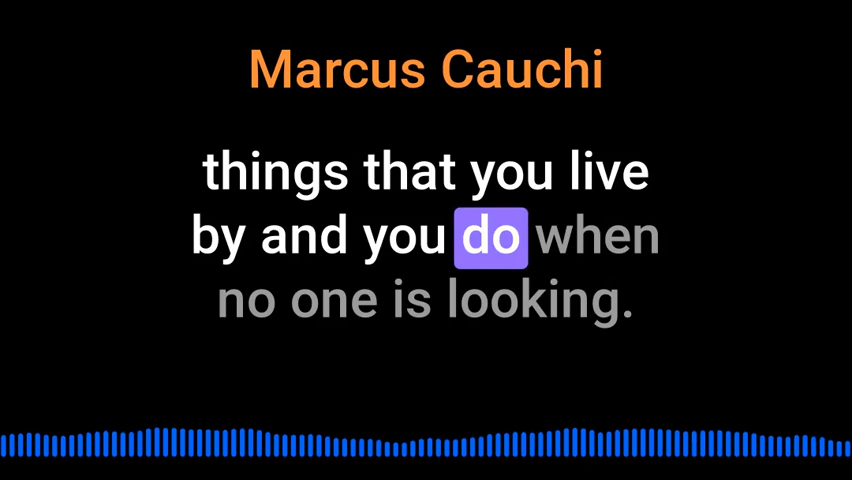 Marcus Cauchi
things that you live
by and you do when
no one is looking.